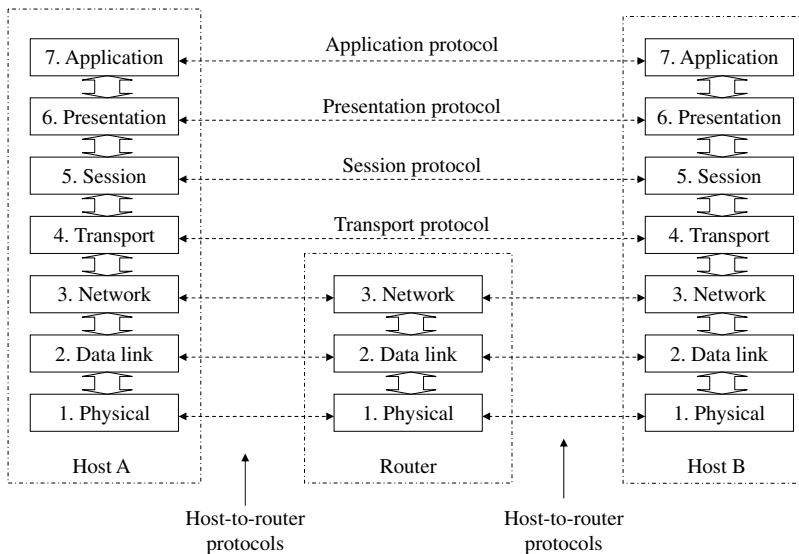 Application protocol
7. Application
7. Application
Presentation protocol
6. Presentation
6. Presentation
Session protocol
5. Session
5. Session
Transport protocol
4. Transport
4. Transport
3. Network
3. Network
3. Network
2. Data link
2. Data link
2. Data link
1. Physical
1. Physical
1. Physical
Host A
Router
Host B
Host-to-router
protocols
Host-to-router
protocols